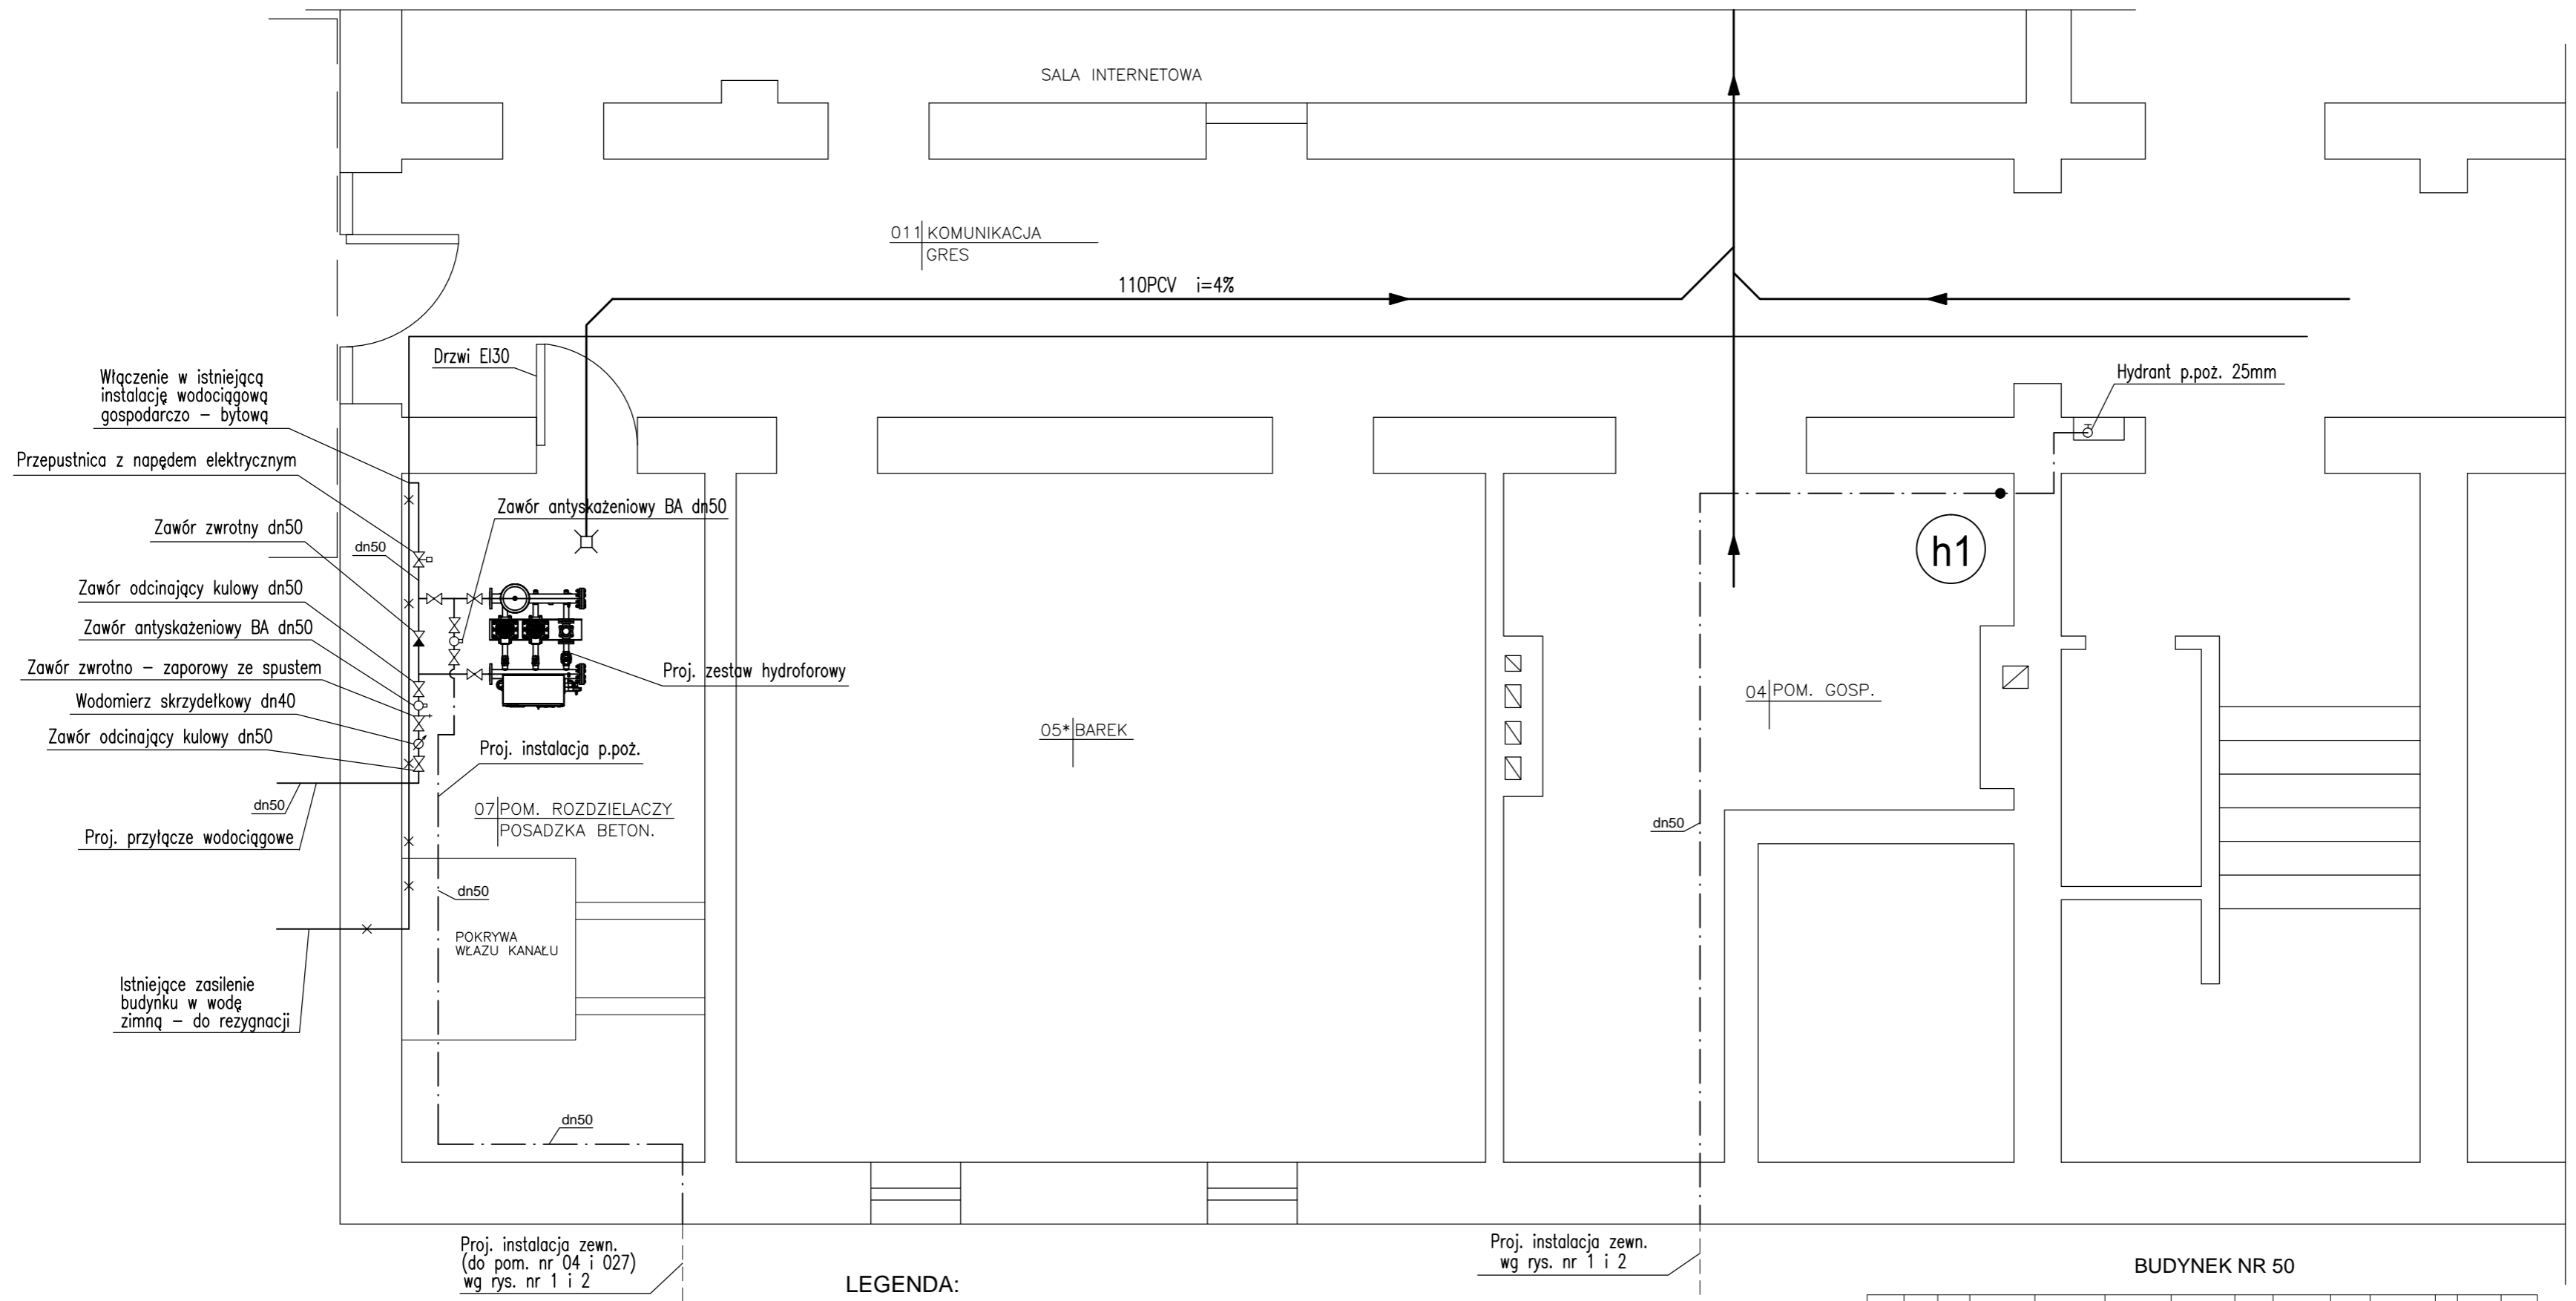 SALA INTERNETOWA
011 KOMUNIKACJA
GRES
110PCV i=4%
Drzwi EI30
Hydrant p.poż. 25mm
Włączenie w istniejącą
instalację wodociągową
gospodarczo – bytową
Przepustnica z napędem elektrycznym
Zawór antyskażeniowy BA dn50
Zawór zwrotny dn50
dn50
h1
Zawór odcinający kulowy dn50
Zawór antyskażeniowy BA dn50
Zawór zwrotno – zaporowy ze spustem
Proj. zestaw hydroforowy
Wodomierz skrzydełkowy dn40
04 POM. GOSP.
05* BAREK
Zawór odcinający kulowy dn50
Proj. instalacja p.poż.
dn50
07 POM. ROZDZIELACZY
POSADZKA BETON.
dn50
Proj. przyłącze wodociągowe
dn50
POKRYWA
WŁAZU KANAŁU
Istniejące zasilenie
budynku w wodę
zimną – do rezygnacji
dn50
Proj. instalacja zewn.
(do pom. nr 04 i 027)
wg rys. nr 1 i 2
Proj. instalacja zewn.
wg rys. nr 1 i 2
LEGENDA:
BUDYNEK NR 50